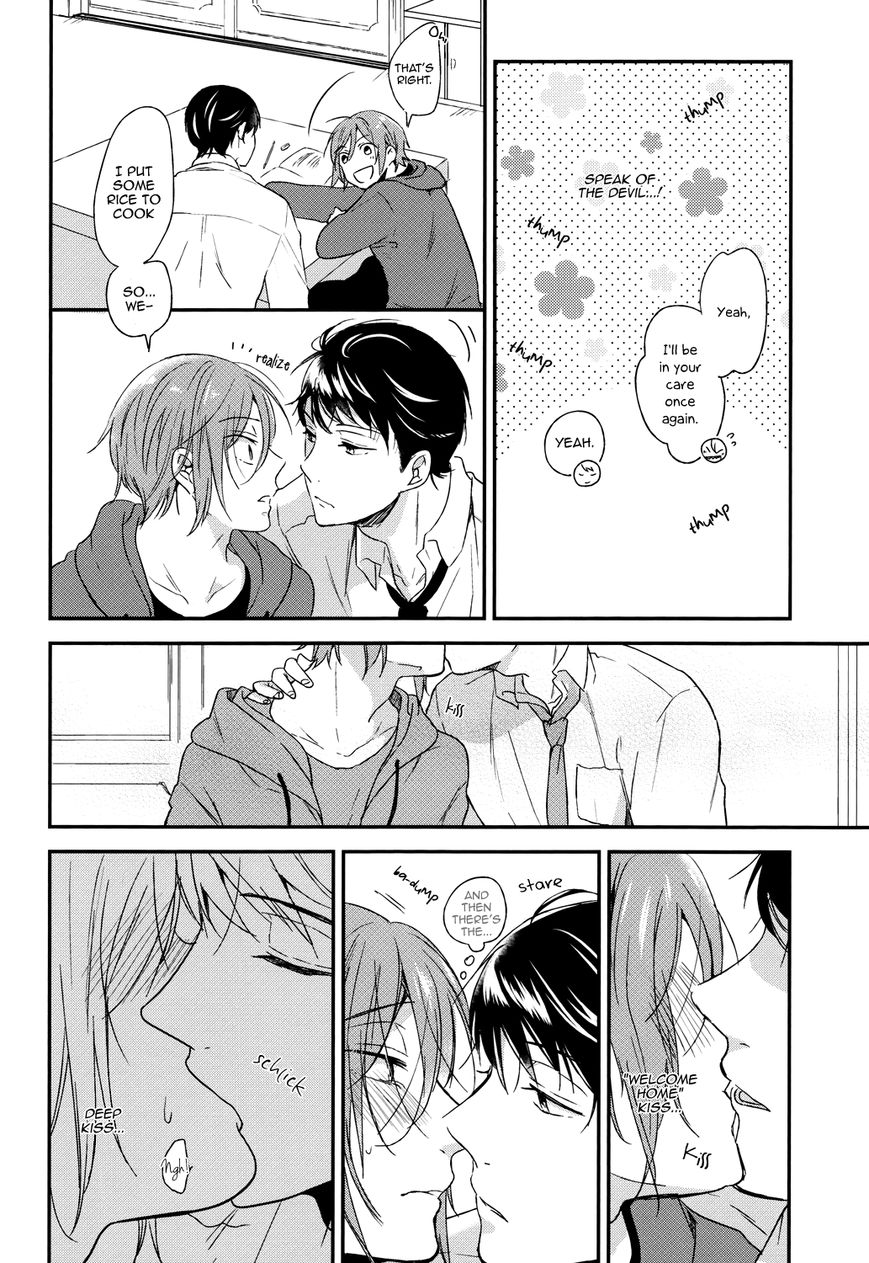 thump
SPEAK OF
THE DEVIL...!
thump
Yeah,
I'll be
in your
care
once
again.
thump
YEAH.
thump
Oh!
THAT'S
RIGHT.
I PUT
SOME
RICE TO
COOK
SO...
WE-
realize
kiss
"WELCOME
HOME"
KISS...
Kiss
ba-dump
AND
THEN
THERE'S
THE...
stare
schlick
DEEP
KISS...
Ngh!